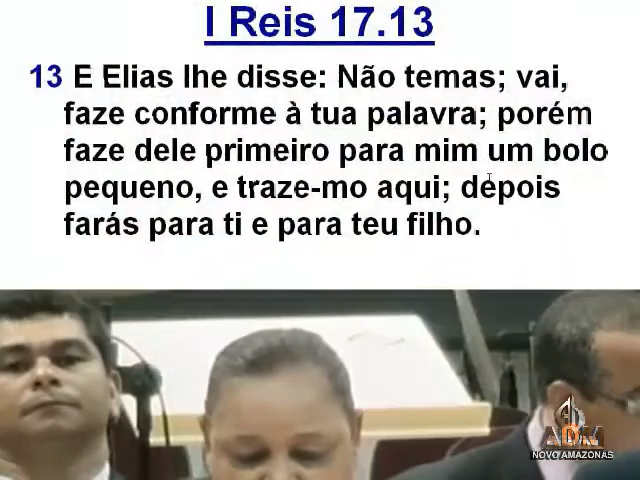 I Reis 17.13
13 E Elias lhe disse: Não temas; vai,
faze conforme à tua palavra; porém
faze dele primeiro para mim um bolo
pequeno, e traze-mo aqui; depois
farás para ti e para teu filho.
ADM
NOVO AMAZONAS